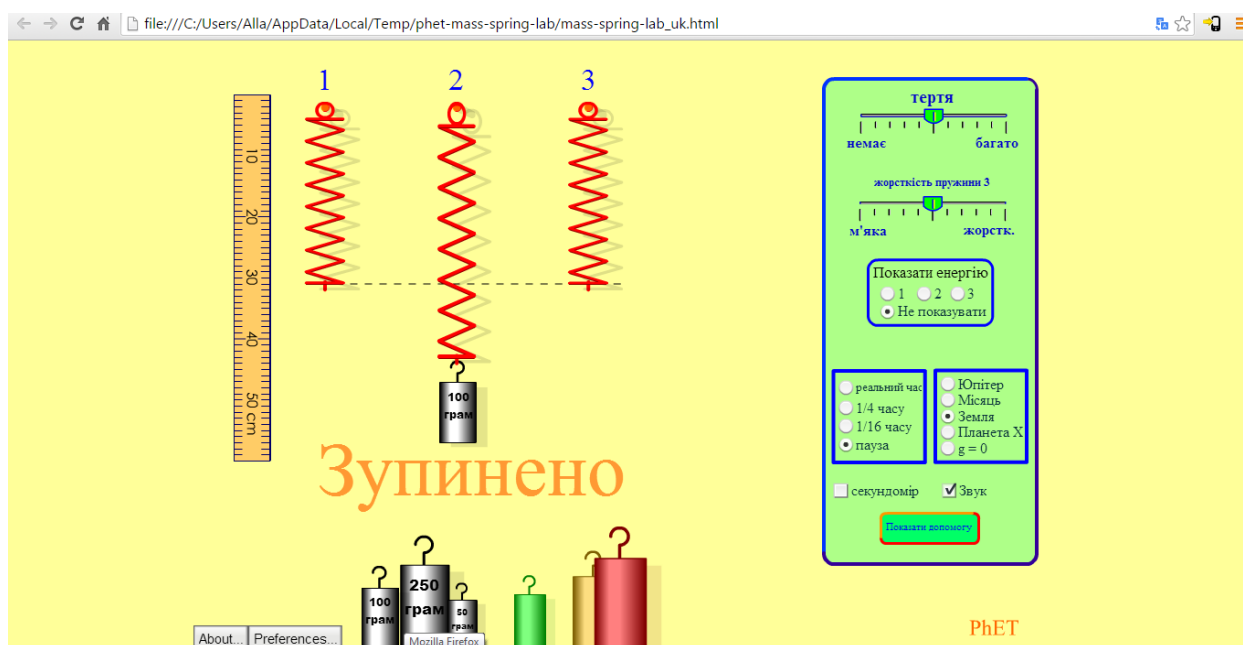 file:///C:/Users/Alla/AppData/Local/Temp/phet-mass-spring-lab/mass-spring-lab_uk.html
1 2 3
10
20
30
40
50 cm
100
грам
Зупинено
100
грам
250
грам
50
грам
About... Preferences...
Mozilla Firefox
тертя
немає багато
жорсткість пружини 3
м'яка жорстк.
Показати енергію
1 2 3
Не показувати
реальний час
1/4 часу
1/16 часу
пауза
Юпітер
Місяць
Земля
Планета X
g = 0
секундомір Звук
Показати допомогу
PhET